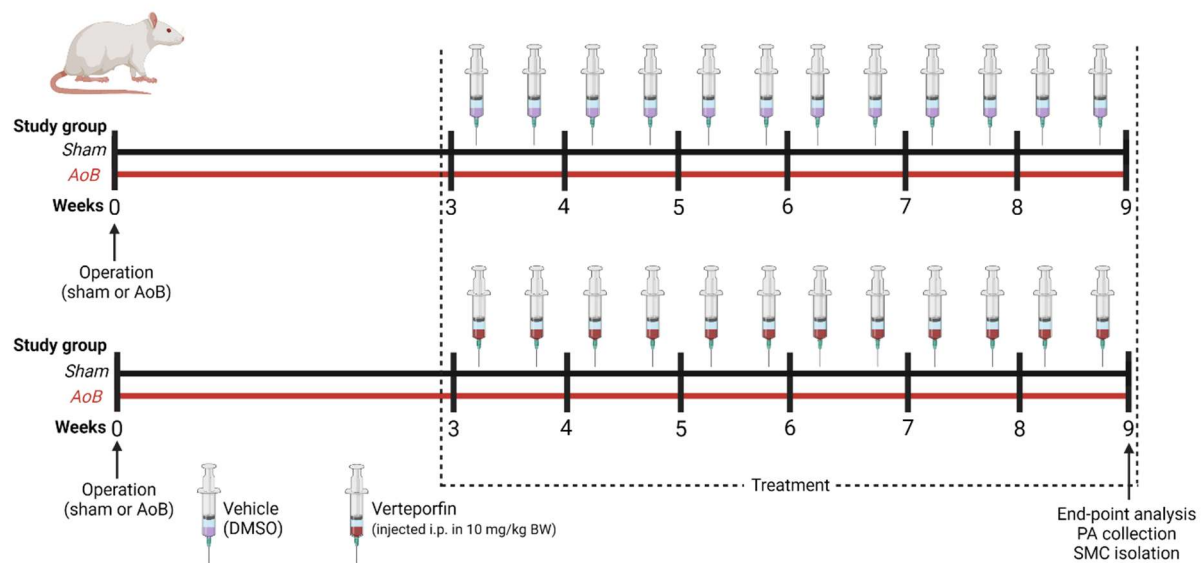 Study group
Sham
AoB
Weeks 0 3 4 5 6 7 8 9
Operation
(sham or AoB)
Study group
Sham
AoB
Weeks 0 3 4 5 6 7 8 9
Operation
(sham or AoB)
Vehicle
(DMSO)
Verteporfin
(injected i.p. in 10 mg/kg BW)
Treatment
End-point analysis
PA collection
SMC isolation